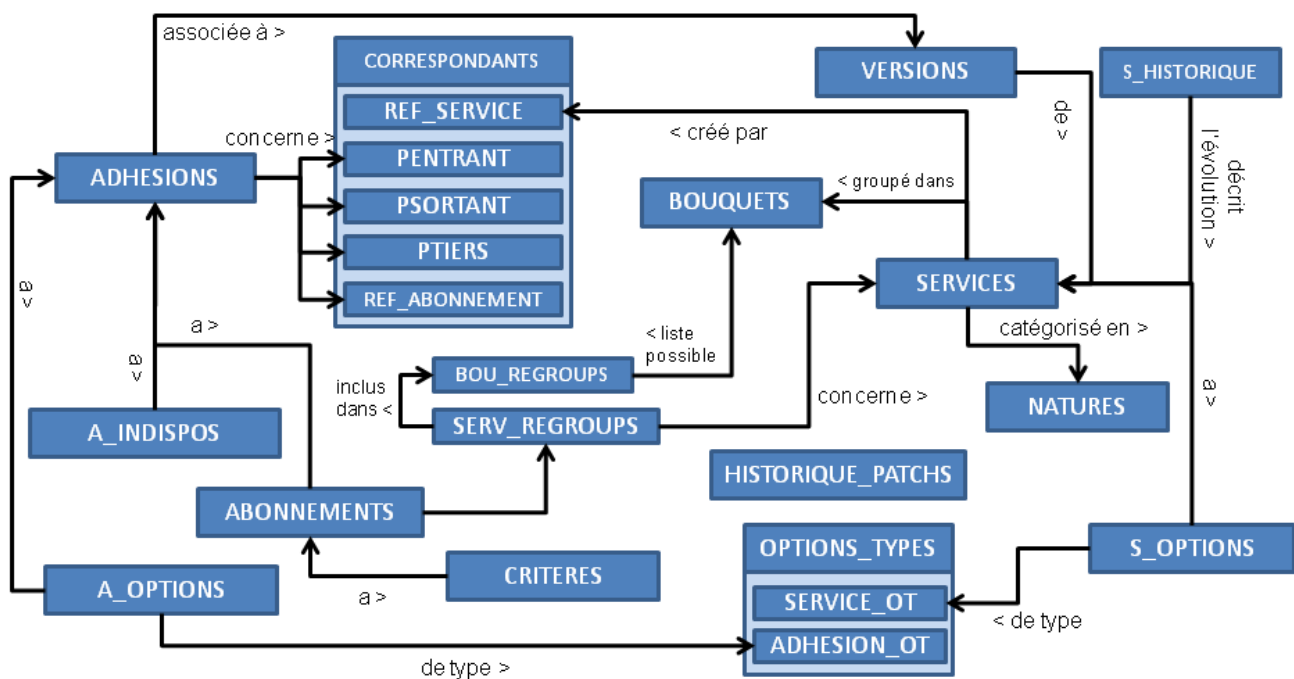 associée à >
CORRESPONDANTS
VERSIONS
S_HISTORIQUE
REF_SERVICE
< créé par
de >
décrit
l'évolution >
concerne >
ADHESIONS
PENTRANT
PSORTANT
PTIERS
REF_ABONNEMENT
< groupé dans
BOUQUETS
SERVICES
a >
a >
a >
catégorisé en >
< liste
possible
BOU_REGROUPS
inclus
dans <
SERV_REGROUPS
concerne >
NATURES
a >
A_INDISPOS
HISTORIQUE_PATCHS
ABONNEMENTS
OPTIONS_TYPES
S_OPTIONS
CRITERES
A_OPTIONS
a >
SERVICE_OT
< de type
ADHESION_OT
de type >